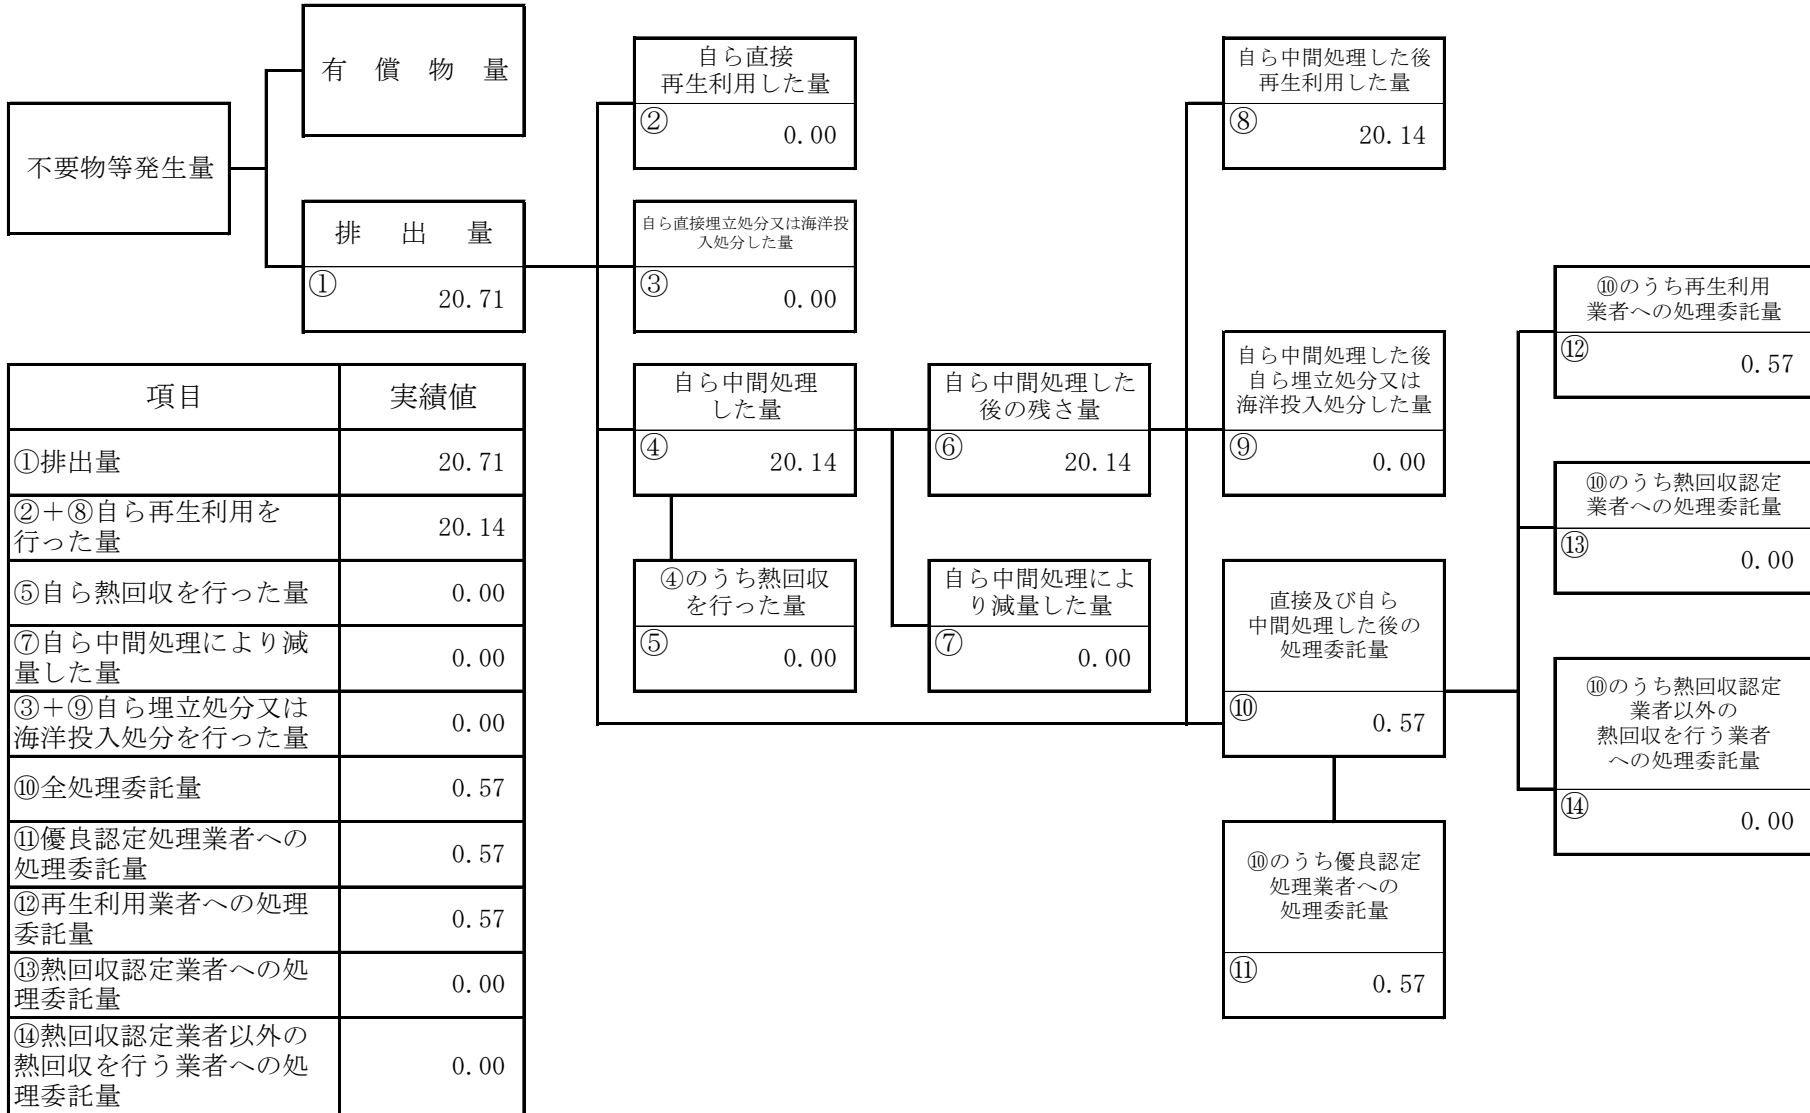 有償物量
不要物等発生量
排出量
① 20.71
自ら直接
再生利用した量
② 0.00
自ら直接埋立処分又は海洋投
入処分した量
③ 0.00
自ら中間処理
した量
④ 20.14
④のうち熱回収
を行った量
⑤ 0.00
自ら中間処理した
後の残さ量
⑥ 20.14
自ら中間処理によ
り減量した量
⑦ 0.00
自ら中間処理した後
再生利用した量
⑧ 20.14
自ら中間処理した後
自ら埋立処分又は
海洋投入処分した量
⑨ 0.00
直接及び自ら
中間処理した後の
処理委託量
⑩ 0.57
⑩のうち優良認定
処理業者への
処理委託量
⑪ 0.57
⑩のうち再生利用
業者への処理委託量
⑫ 0.57
⑩のうち熱回収認定
業者への処理委託量
⑬ 0.00
⑩のうち熱回収認定
業者以外の
熱回収を行う業者
への処理委託量
⑭ 0.00
項目 実績値
①排出量 20.71
②＋⑧自ら再生利用を
行った量 20.14
⑤自ら熱回収を行った量 0.00
⑦自ら中間処理により減
量した量 0.00
③＋⑨自ら埋立処分又は
海洋投入処分を行った量 0.00
⑩全処理委託量 0.57
⑪優良認定処理業者への
処理委託量 0.57
⑫再生利用業者への処理
委託量 0.57
⑬熱回収認定業者への処
理委託量 0.00
⑭熱回収認定業者以外の
熱回収を行う業者への処
理委託量 0.00